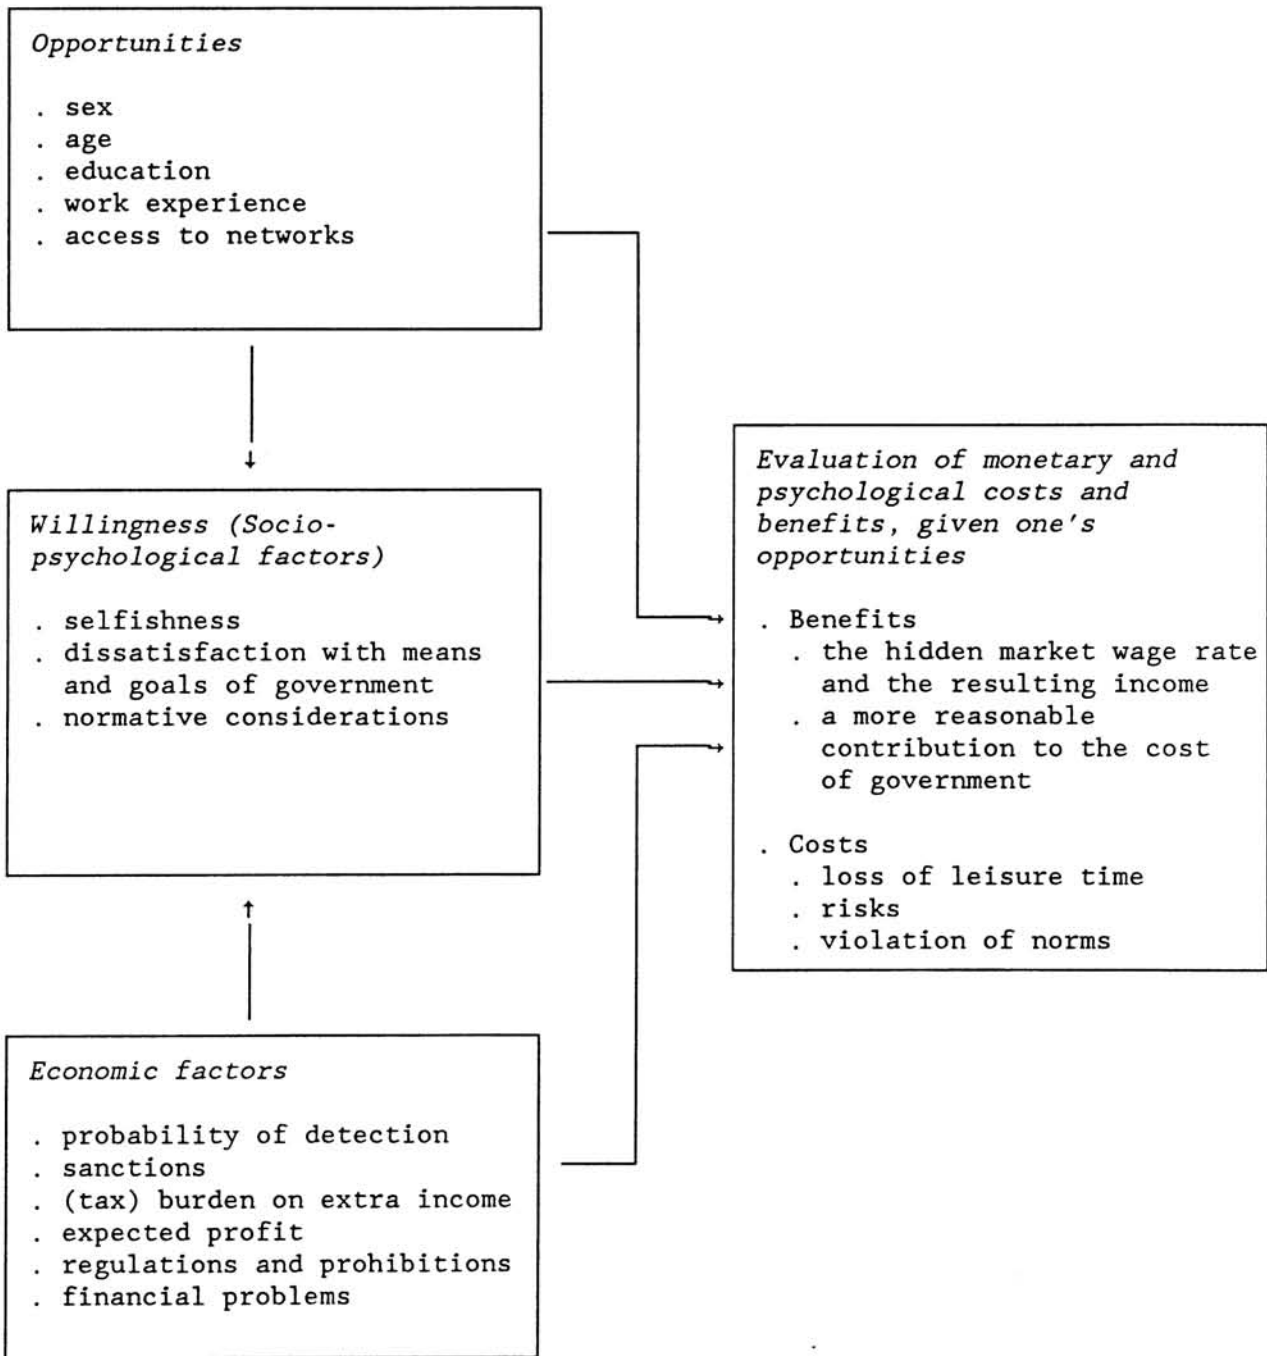 Opportunities
. sex
. age
. education
. work experience
. access to networks
Willingness (Socio-
psychological factors)
. selfishness
. dissatisfaction with means
and goals of government
. normative considerations
Economic factors
. probability of detection
. sanctions
. (tax) burden on extra income
. expected profit
. regulations and prohibitions
. financial problems
Evaluation of monetary and
psychological costs and
benefits, given one's
opportunities
. Benefits
. the hidden market wage rate
and the resulting income
. a more reasonable
contribution to the cost
of government
. Costs
. loss of leisure time
. risks
. violation of norms